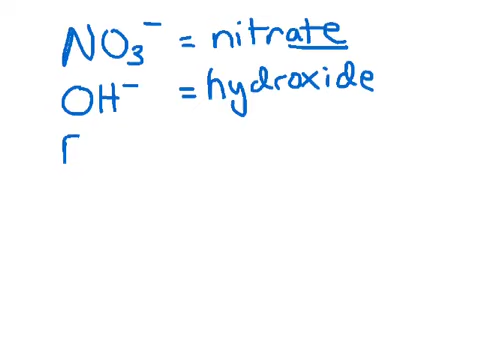 NO₃⁻ = nitrate
OH⁻ = hydroxide